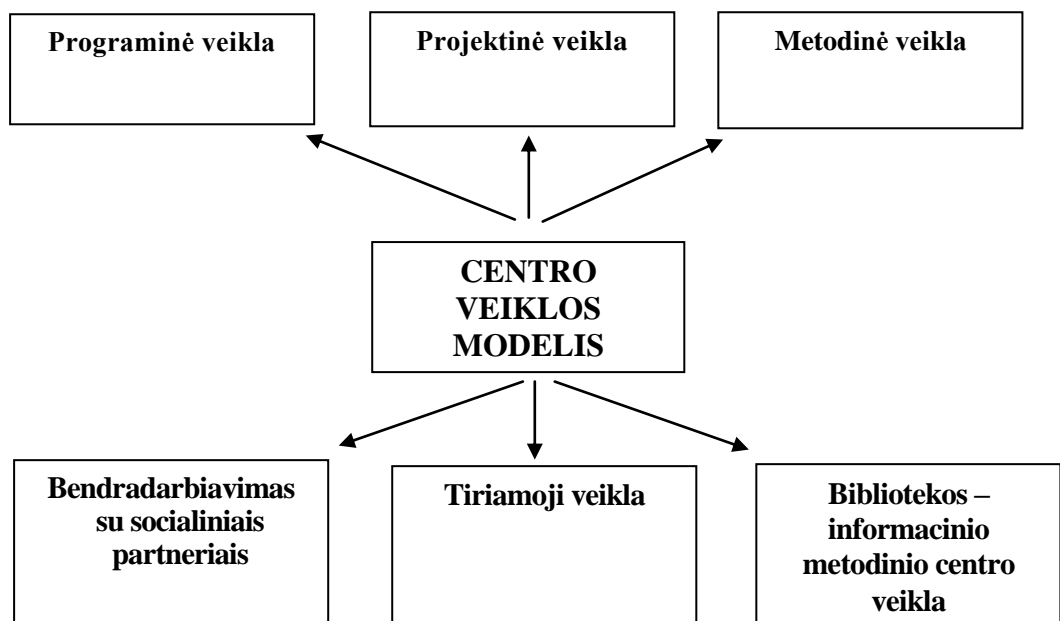 Programinė veikla
Projektinė veikla
Metodinė veikla
CENTRO
VEIKLOS
MODELIS
Bendradarbiavimas
su socialiniais
partneriais
Tiriamoji veikla
Bibliotekos –
informacinio
metodinio centro
veikla